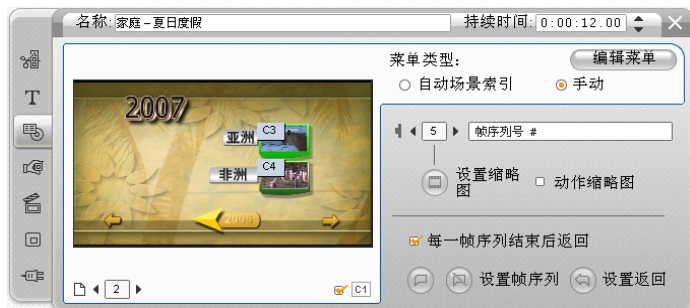 名称: 家庭 – 夏日度假 持续时间: 0:00:12.00
菜单类型: 编辑菜单
自动场景索引 手动
T
2007
亚洲 C3
非洲 C4
2006
5 帧序列号 #
设置缩略图 动作缩略图
每一帧序列结束后返回
设置帧序列 设置返回
2 C1